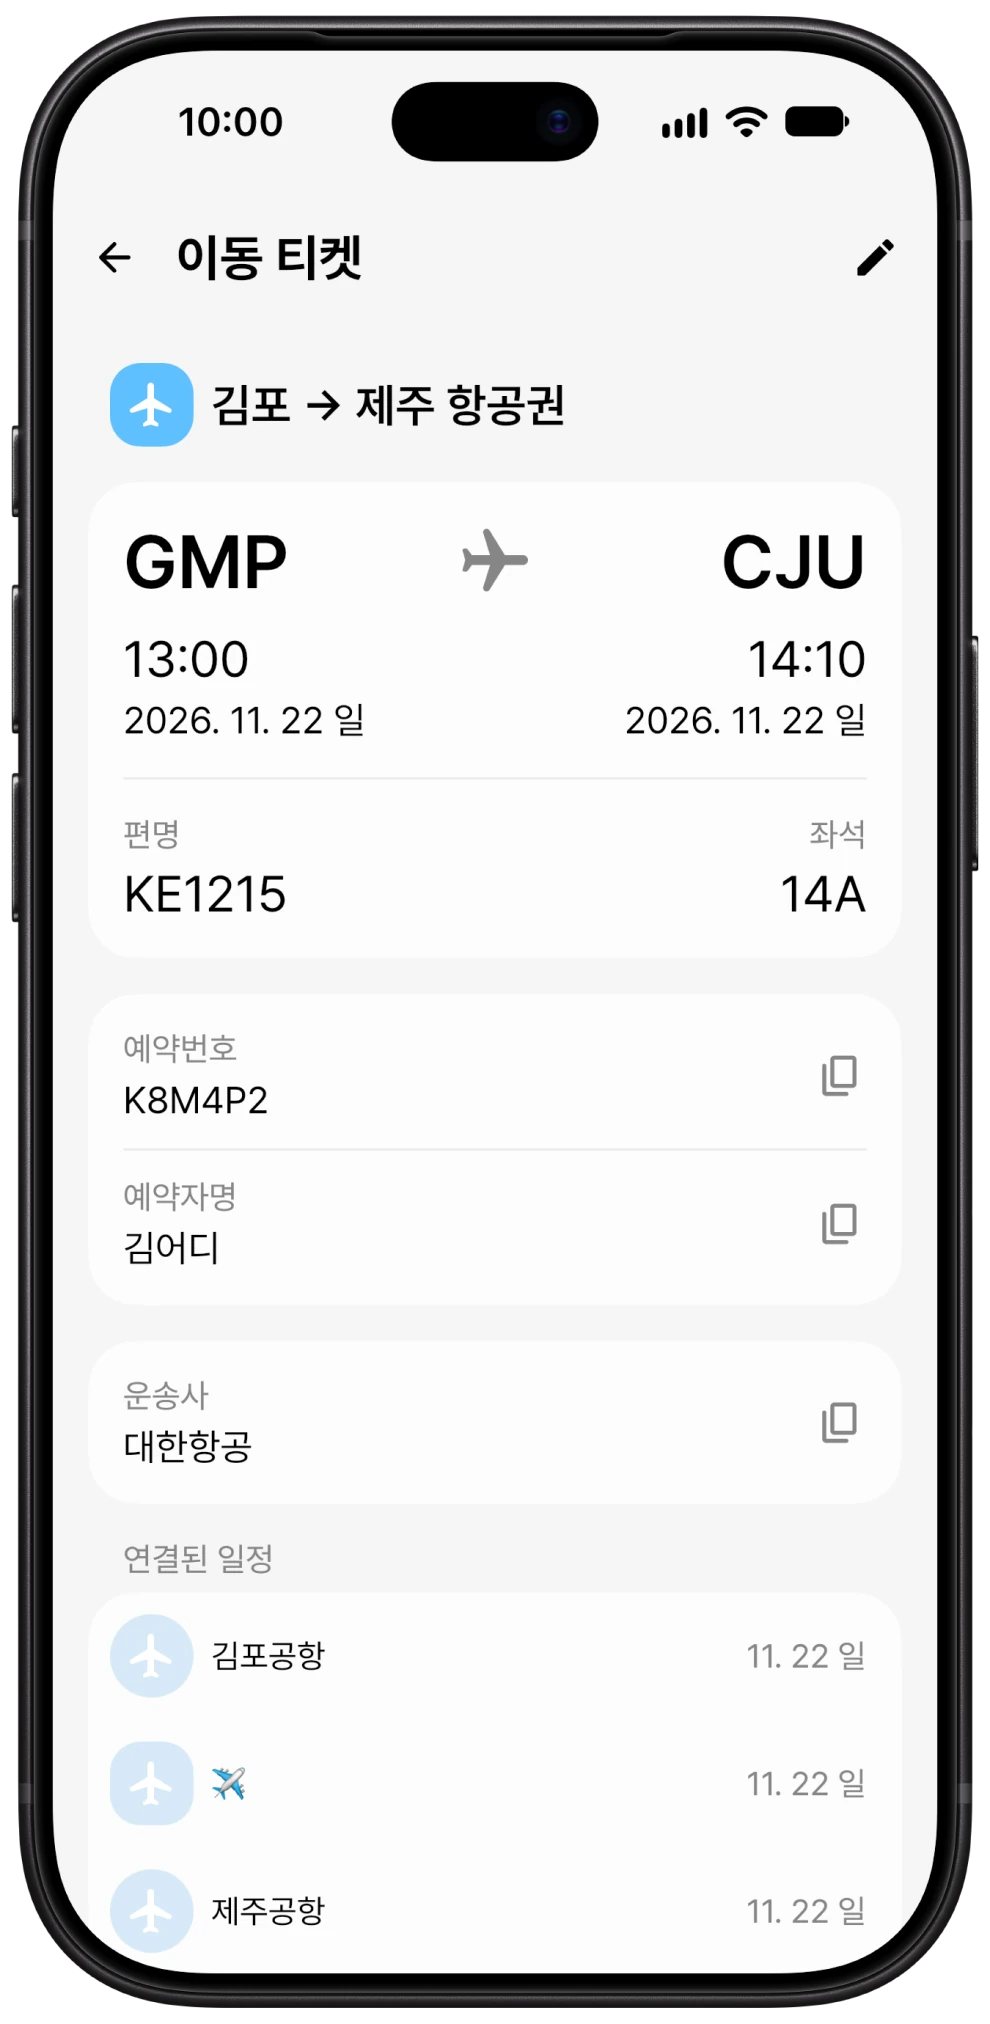 10:00
이동 티켓
김포 → 제주 항공권
GMP CJU
13:00 14:10
2026. 11. 22 일 2026. 11. 22 일
편명 좌석
KE1215 14A
예약번호
K8M4P2
예약자명
김어디
운송사
대한항공
연결된 일정
김포공항 11. 22 일
✈️ 11. 22 일
제주공항 11. 22 일